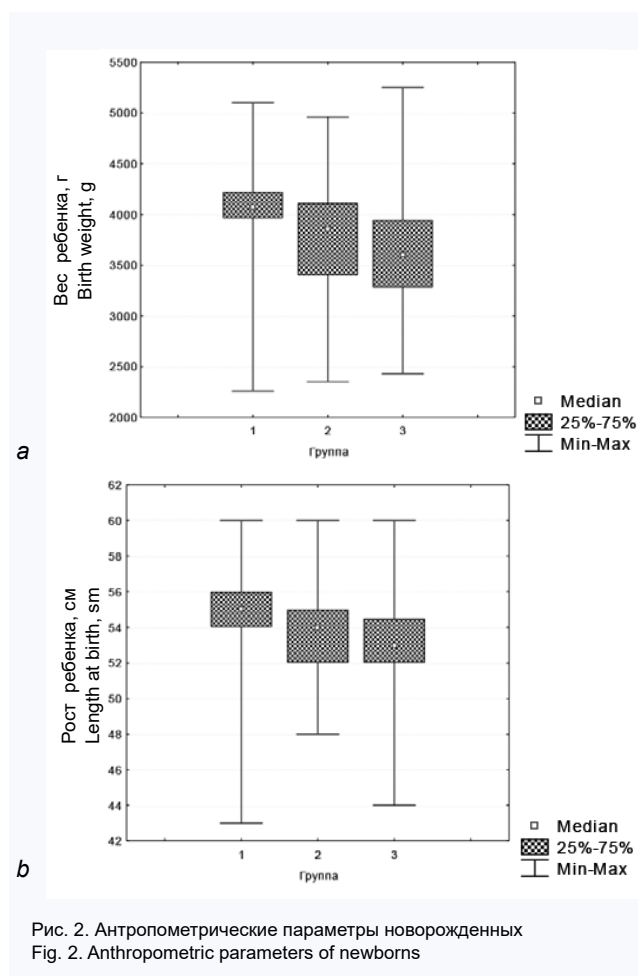 5500
5000
4500
4000
3500
3000
2500
2000
Вес ребенка, г
Birth weight, g
1 2 3
Группа
Median
25%-75%
Min-Max
a
62
60
58
56
54
52
50
48
46
44
42
Рост ребенка, см
Length at birth, sm
1 2 3
Группа
Median
25%-75%
Min-Max
b
Рис. 2. Антропометрические параметры новорожденных
Fig. 2. Anthropometric parameters of newborns